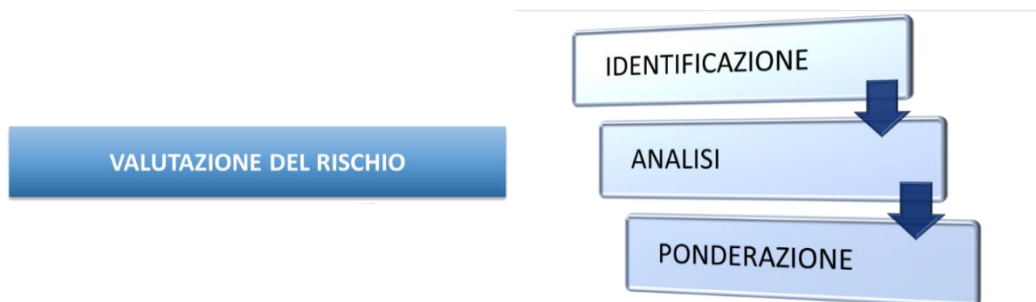 VALUTAZIONE DEL RISCHIO
IDENTIFICAZIONE
ANALISI
PONDERAZIONE